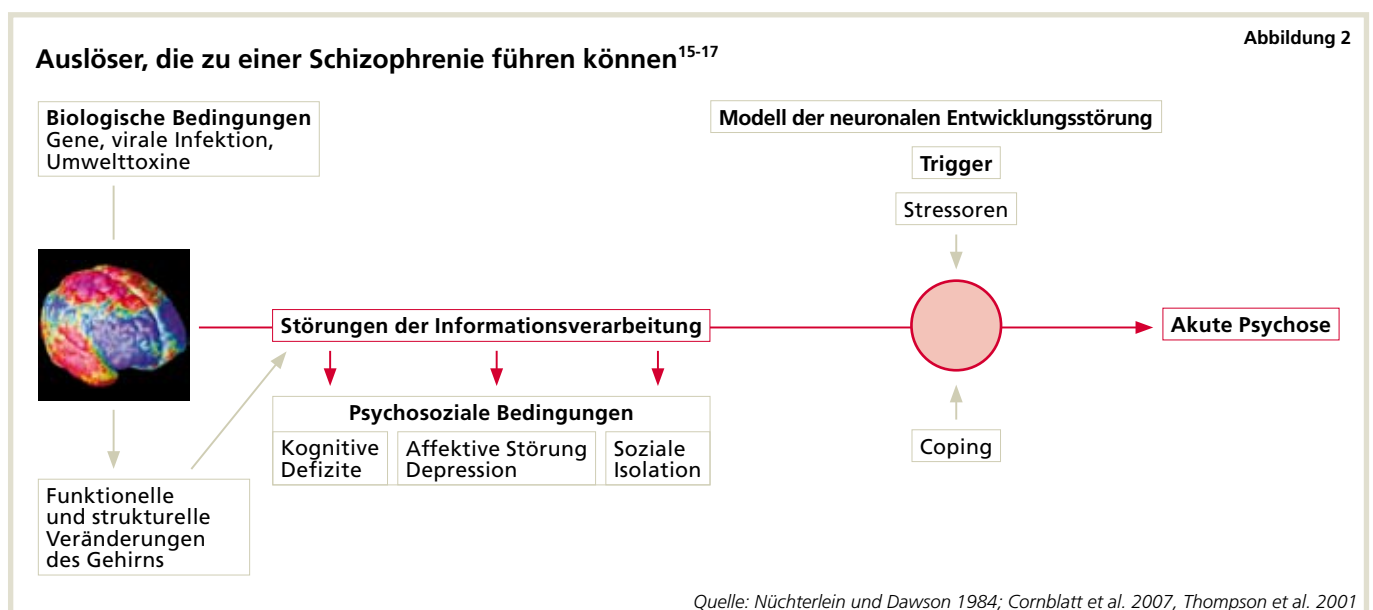 Abbildung 2
Auslöser, die zu einer Schizophrenie führen können15-17
Biologische Bedingungen
Gene, virale Infektion,
Umwelttoxine
Modell der neuronalen Entwicklungsstörung
Trigger
Stressoren
Störungen der Informationsverarbeitung
Akute Psychose
Psychosoziale Bedingungen
Kognitive
Defizite
Affektive Störung
Depression
Soziale
Isolation
Coping
Funktionelle
und strukturelle
Veränderungen
des Gehirns
Quelle: Nüchterlein und Dawson 1984; Cornblatt et al. 2007, Thompson et al. 2001